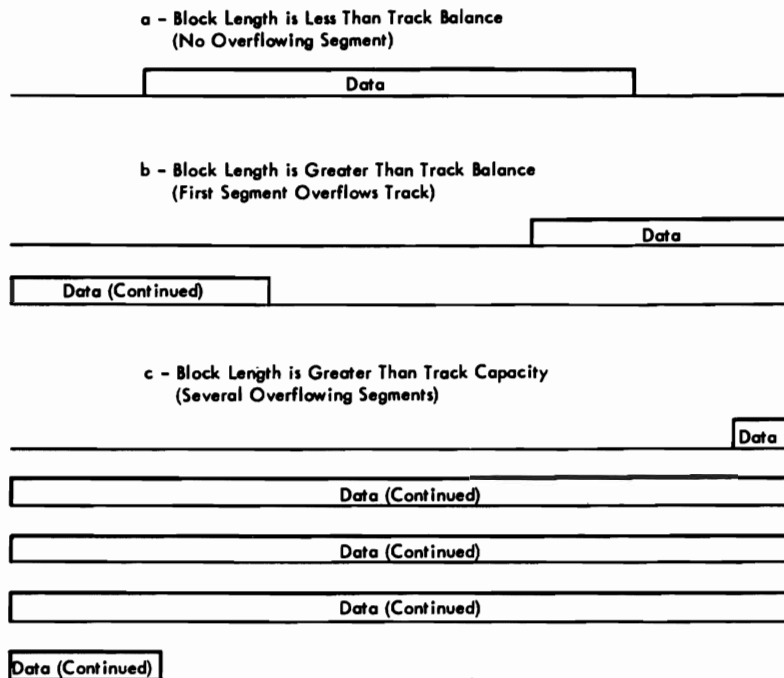 a - Block Length is Less Than Track Balance
(No Overflowing Segment)
Data
b - Block Length is Greater Than Track Balance
(First Segment Overflows Track)
Data
Data (Continued)
c - Block Length is Greater Than Track Capacity
(Several Overflowing Segments)
Data
Data (Continued)
Data (Continued)
Data (Continued)
Data (Continued)